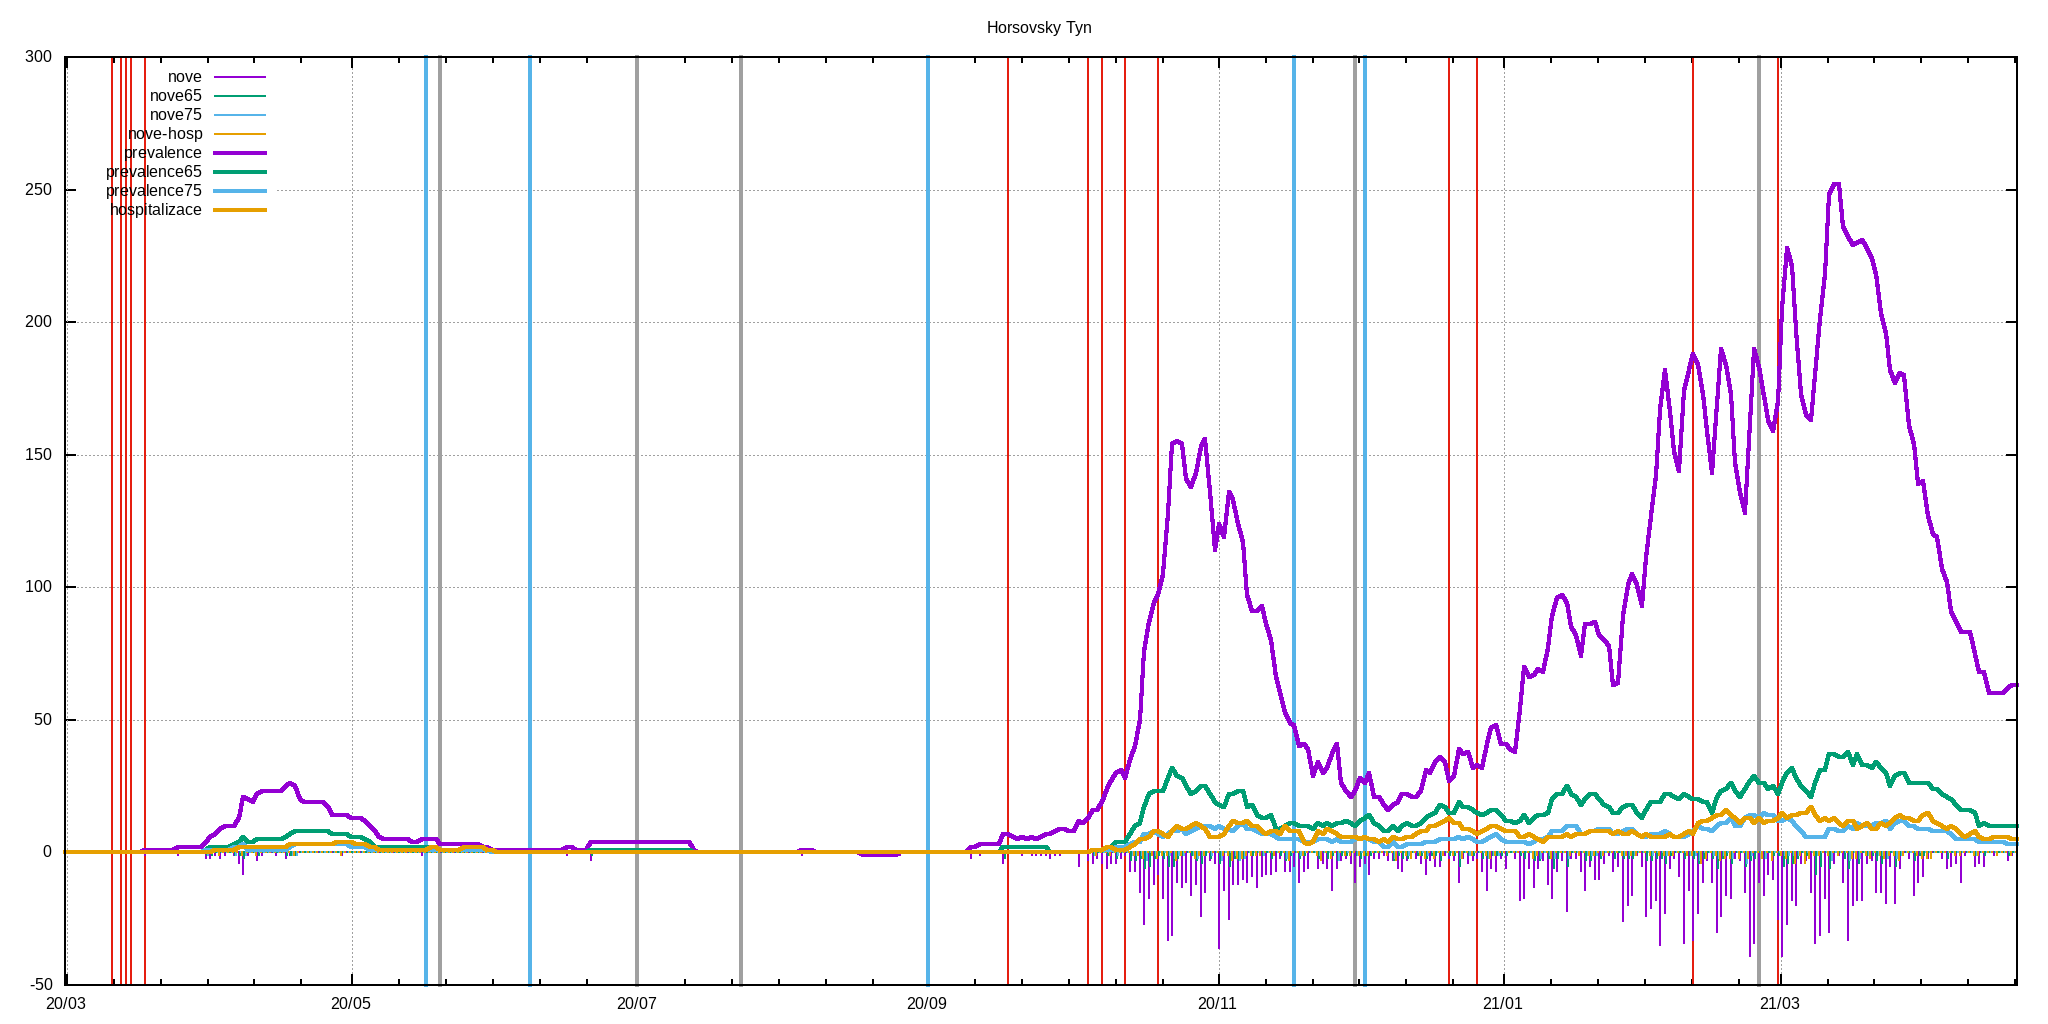 Horsovsky Tyn
300
250
200
150
100
50
0
-50
nove
nove65
nove75
nove-hosp
prevalence
prevalence65
prevalence75
hospitalizace
20/03 20/05 20/07 20/09 20/11 21/01 21/03